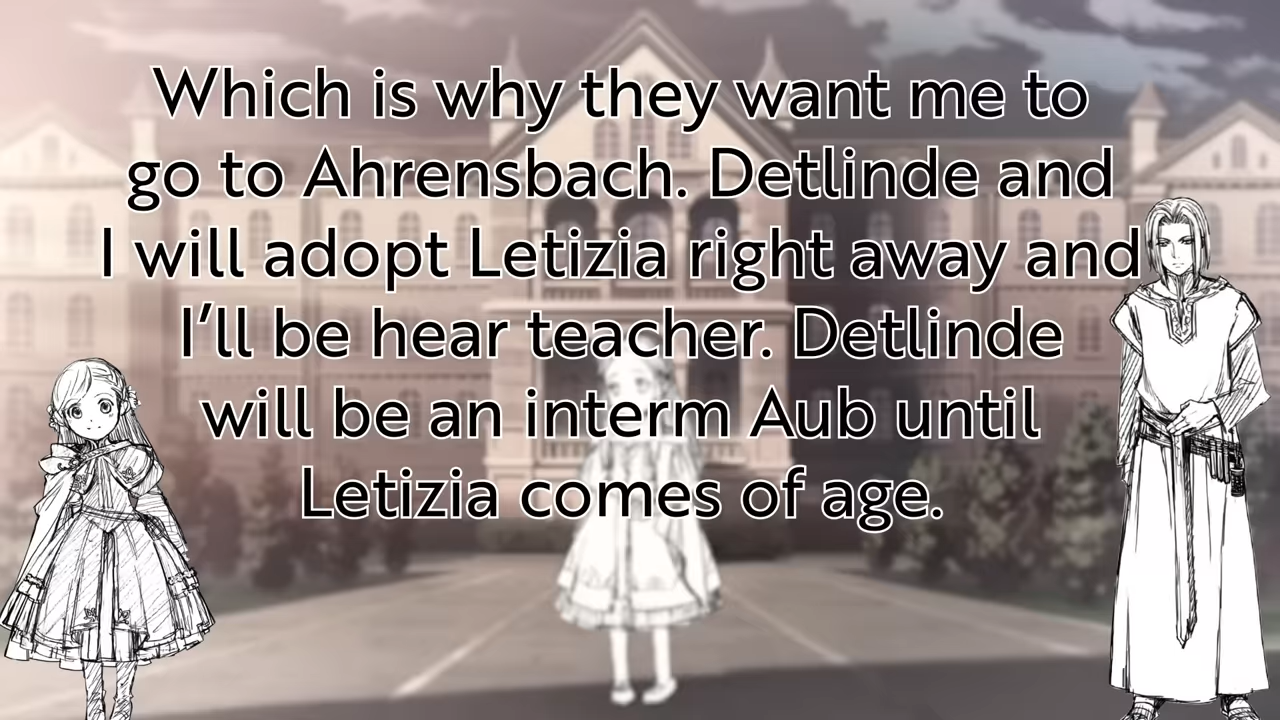 Which is why they want me to
go to Ahrensbach. Detlinde and
I will adopt Letizia right away and
I’ll be hear teacher. Detlinde
will be an interm Aub until
Letizia comes of age.